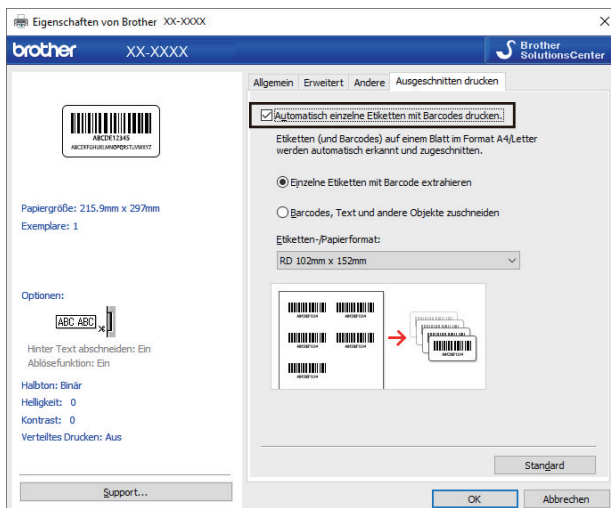 Eigenschaften von Brother XX-XXXX
brother XX-XXXX
Brother
SolutionsCenter
Allgemein Erweitert Andere Ausgeschnitten drucken
ABCDE12345
Papiergröße: 215.9mm x 297mm
Exemplare: 1
Optionen:
ABC ABC
Hinter Text abschneiden: Ein
Ablösefunktion: Ein
Halbton: Binär
Helligkeit: 0
Kontrast: 0
Verteiltes Drucken: Aus
Support...
Automatisch einzelne Etiketten mit Barcodes drucken.
Etiketten (und Barcodes) auf einem Blatt im Format A4/Letter
werden automatisch erkannt und zugeschnitten.
Einzelne Etiketten mit Barcode extrahieren
Barcodes, Text und andere Objekte zuschneiden
Etiketten-/Papierformat:
RD 102mm x 152mm
Standard
OK Abbrechen